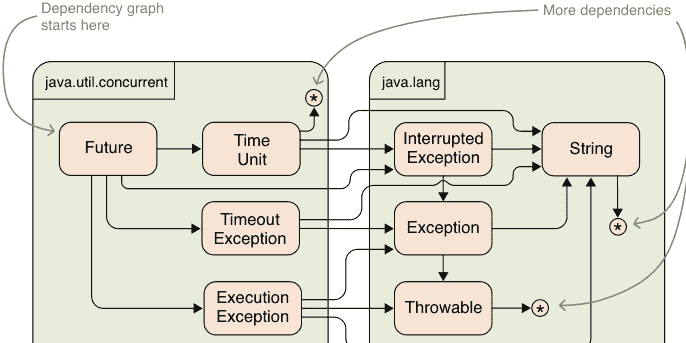 Dependency graph
starts here
More dependencies
java.util.concurrent
java.lang
*
Future
Time
Unit
Interrupted
Exception
String
Timeout
Exception
Exception
*
Execution
Exception
Throwable
*